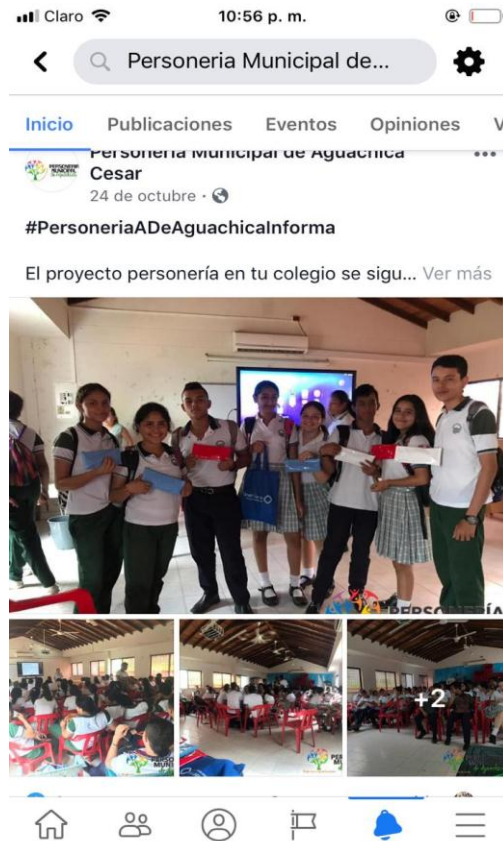 Claro
10:56 p. m.
Personeria Municipal de...
Inicio Publicaciones Eventos Opiniones V
Personeria Municipal de Aguachica
Cesar
24 de octubre
#PersoneriaADeAguachicaInforma
El proyecto personería en tu colegio se sigu... Ver más
PERSONERÍA
+2